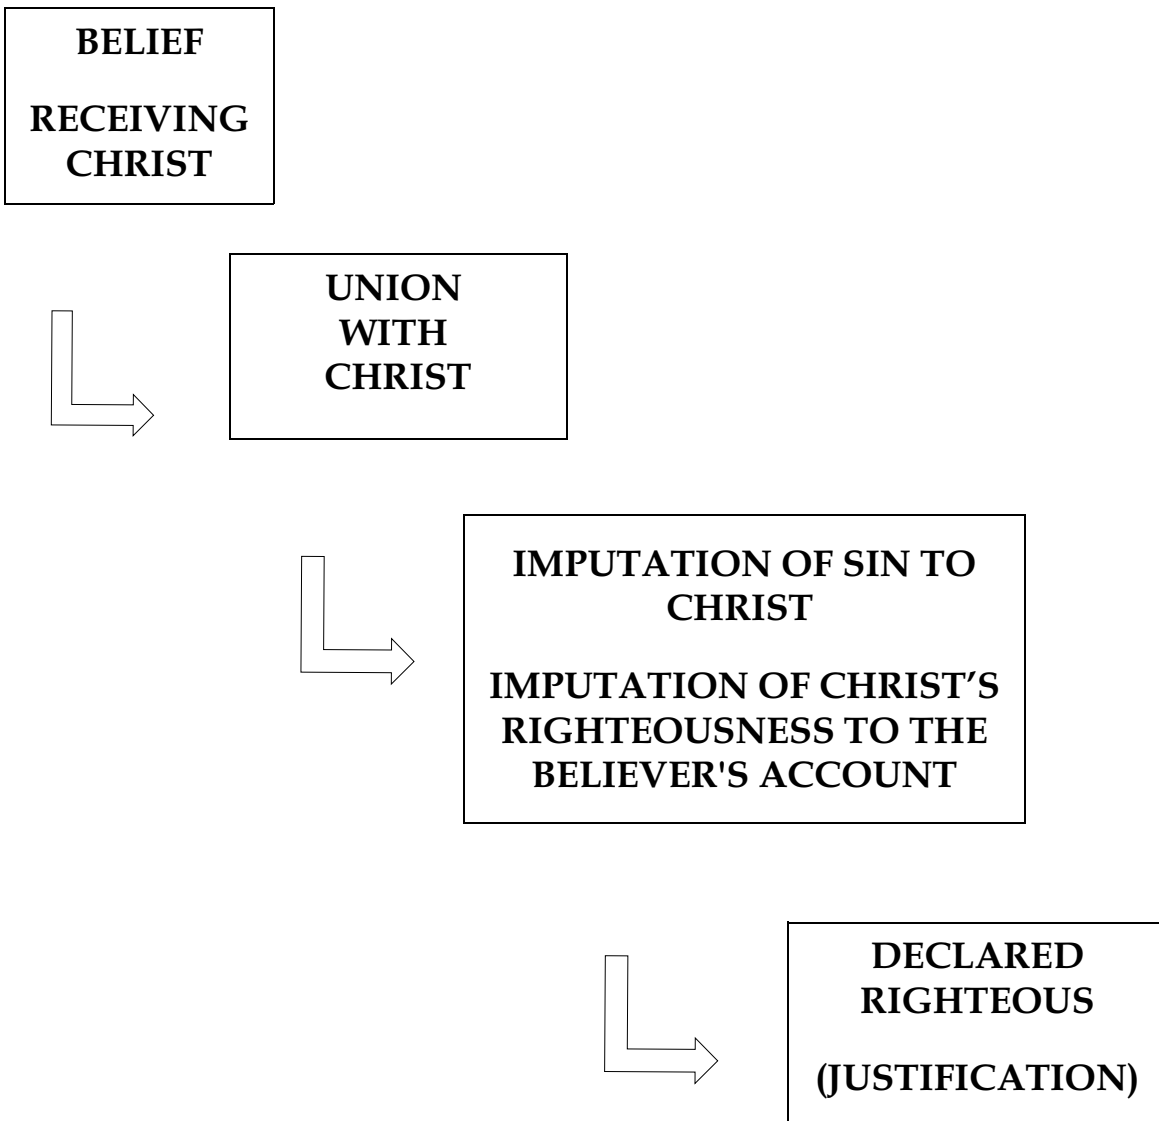 BELIEF
RECEIVING
CHRIST
UNION
WITH
CHRIST
IMPUTATION OF SIN TO
CHRIST
IMPUTATION OF CHRIST’S
RIGHTEOUSNESS TO THE
BELIEVER'S ACCOUNT
DECLARED
RIGHTEOUS
(JUSTIFICATION)